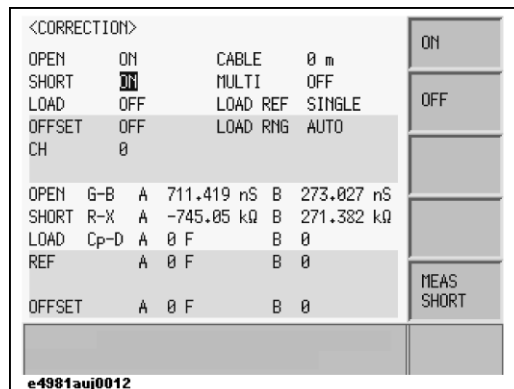 <CORRECTION>
OPEN ON CABLE 0 m
SHORT ON MULTI OFF
LOAD OFF LOAD REF SINGLE
OFFSET OFF LOAD RNG AUTO
CH 0
OPEN G-B A 711.419 nS B 273.027 nS
SHORT R-X A -745.05 kΩ B 271.382 kΩ
LOAD Cp-D A 0 F B 0
REF A 0 F B 0
OFFSET A 0 F B 0
ON
OFF
MEAS
SHORT
e4981auj0012